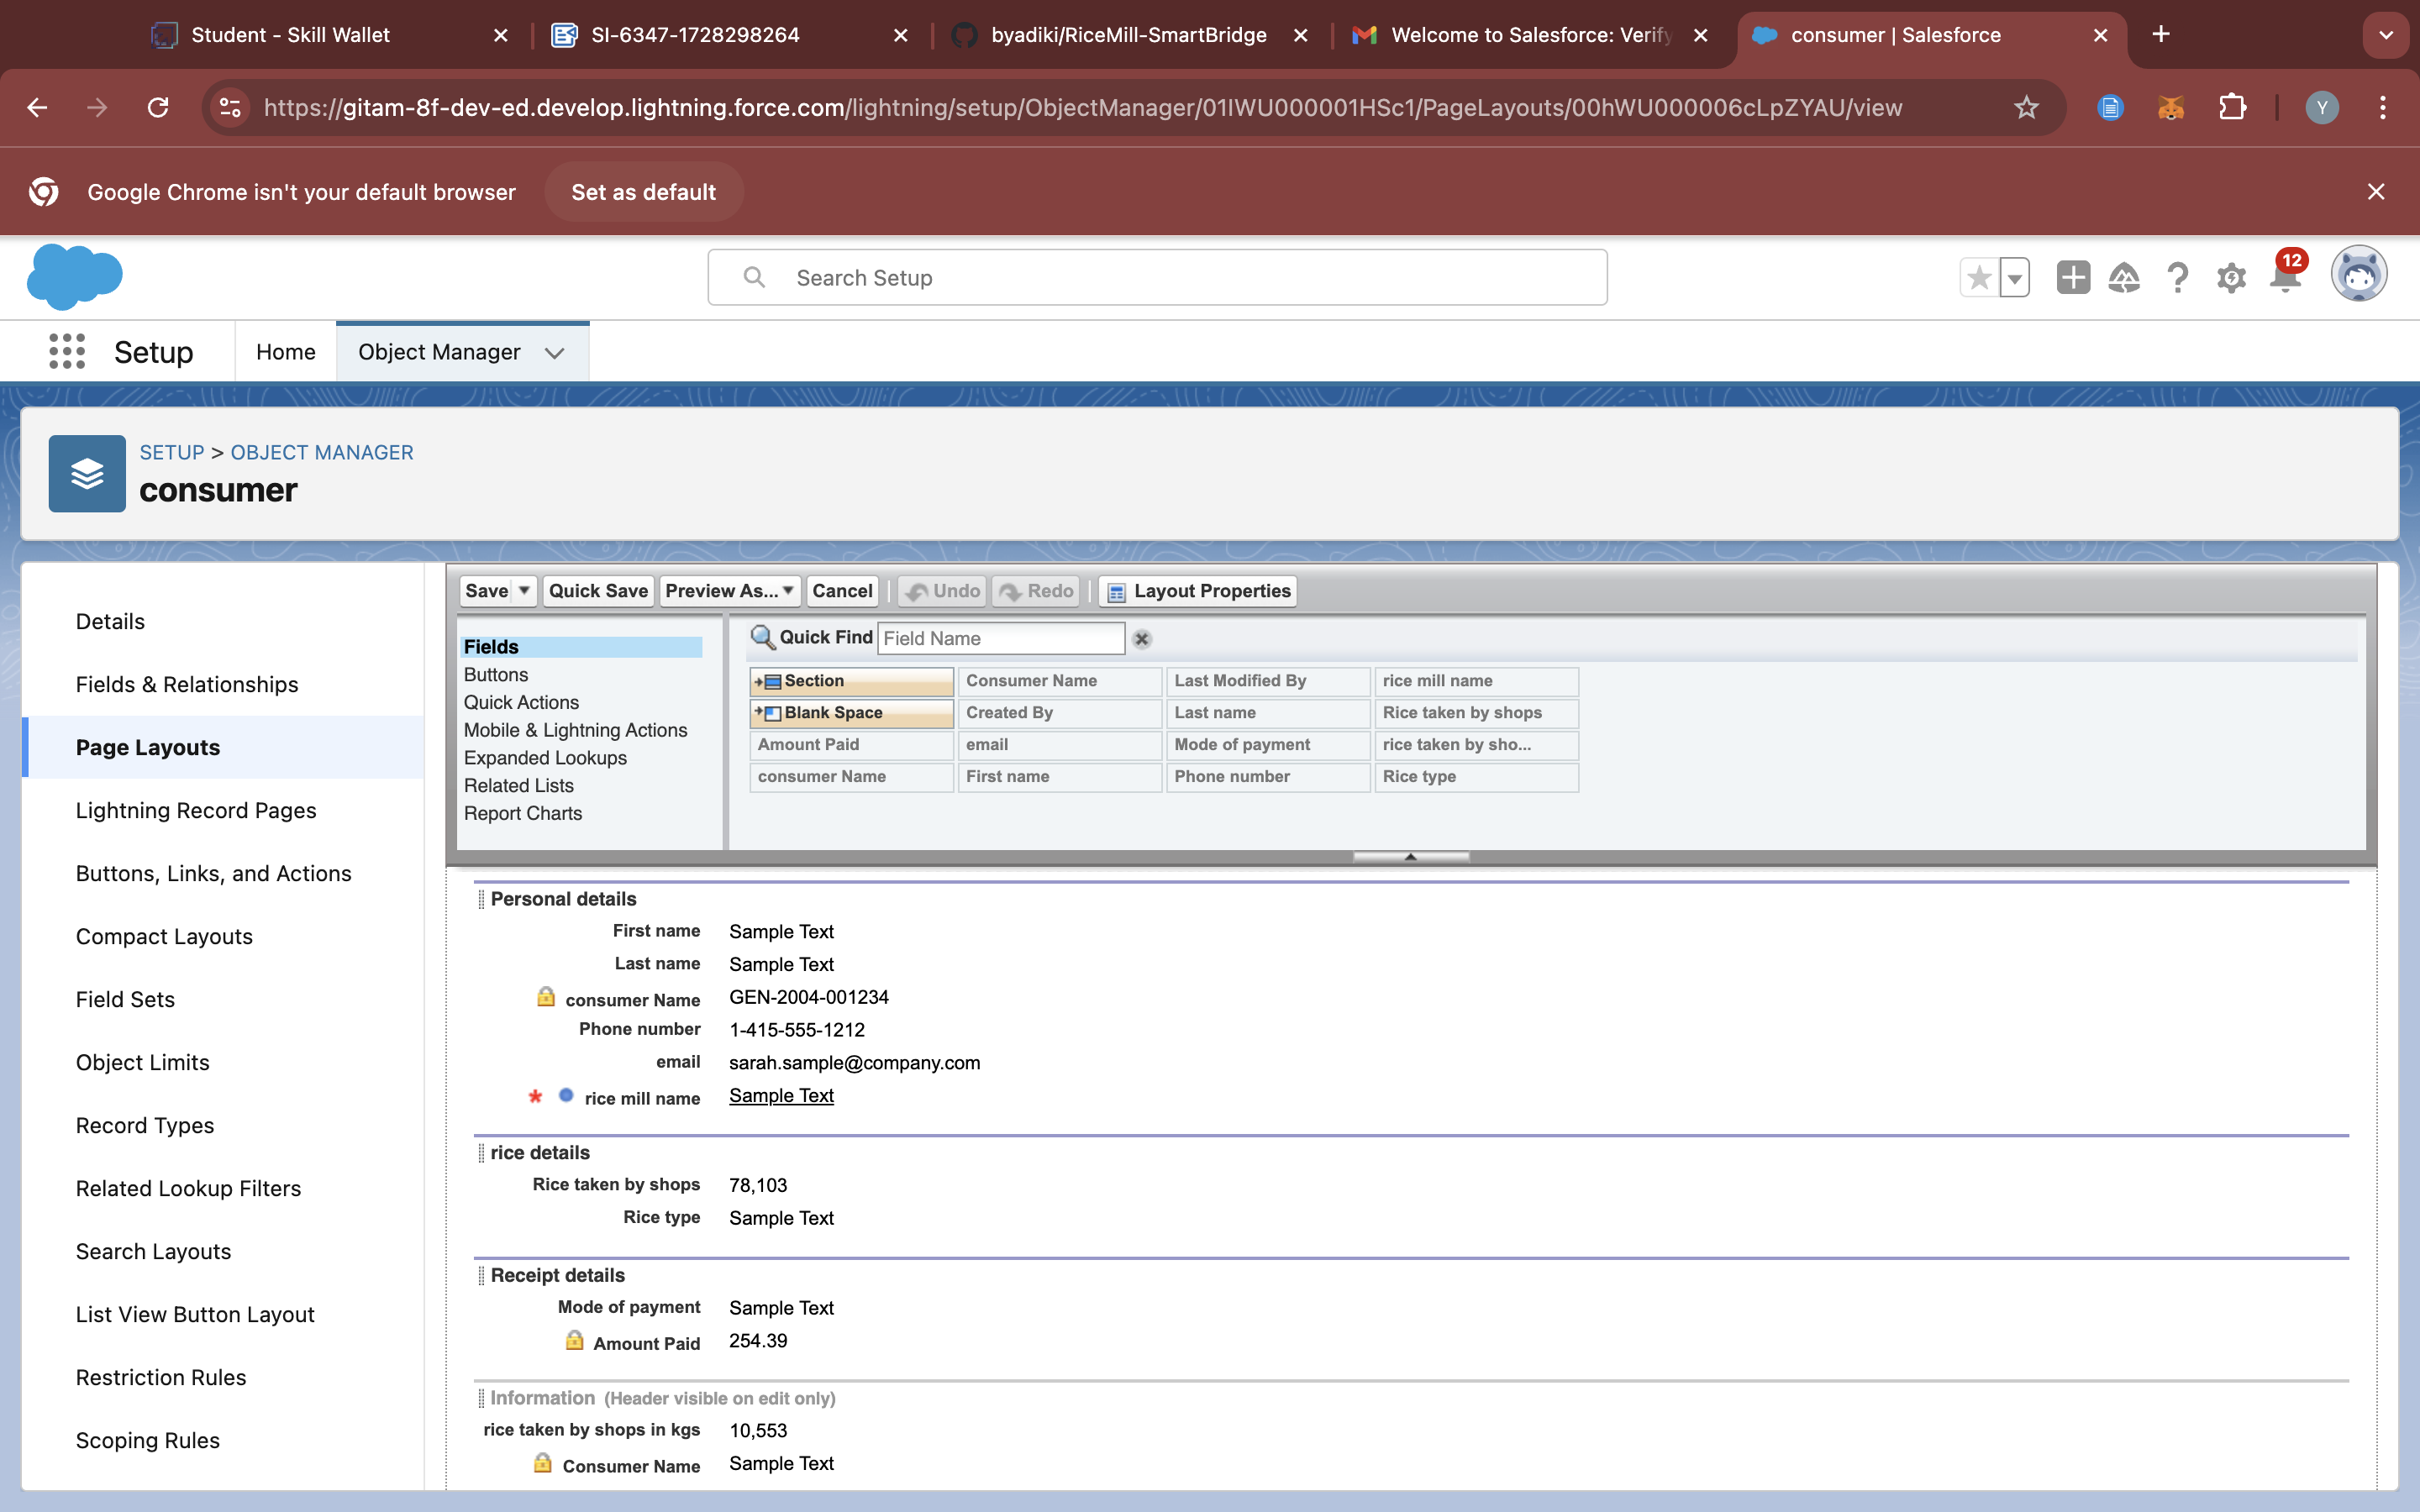 Student - Skill Wallet
SI-6347-1728298264
byadiki/RiceMill-SmartBridge
Welcome to Salesforce: Verify
consumer | Salesforce
https://gitam-8f-dev-ed.develop.lightning.force.com/lightning/setup/ObjectManager/01IWU000001HSc1/PageLayouts/00hWU000006cLpZYAU/view
Y
Google Chrome isn't your default browser
Set as default
Search Setup
12
Setup
Home
Object Manager
SETUP > OBJECT MANAGER
consumer
Details
Fields & Relationships
Page Layouts
Lightning Record Pages
Buttons, Links, and Actions
Compact Layouts
Field Sets
Object Limits
Record Types
Related Lookup Filters
Search Layouts
List View Button Layout
Restriction Rules
Scoping Rules
Save Quick Save Preview As... Cancel Undo Redo Layout Properties
Fields
Buttons
Quick Actions
Mobile & Lightning Actions
Expanded Lookups
Related Lists
Report Charts
Quick Find Field Name
Section Consumer Name Last Modified By rice mill name
Blank Space Created By Last name Rice taken by shops
Amount Paid email Mode of payment rice taken by sho...
consumer Name First name Phone number Rice type
Personal details
First name Sample Text
Last name Sample Text
consumer Name GEN-2004-001234
Phone number 1-415-555-1212
email sarah.sample@company.com
* rice mill name Sample Text
rice details
Rice taken by shops 78,103
Rice type Sample Text
Receipt details
Mode of payment Sample Text
Amount Paid 254.39
Information (Header visible on edit only)
rice taken by shops in kgs 10,553
Consumer Name Sample Text